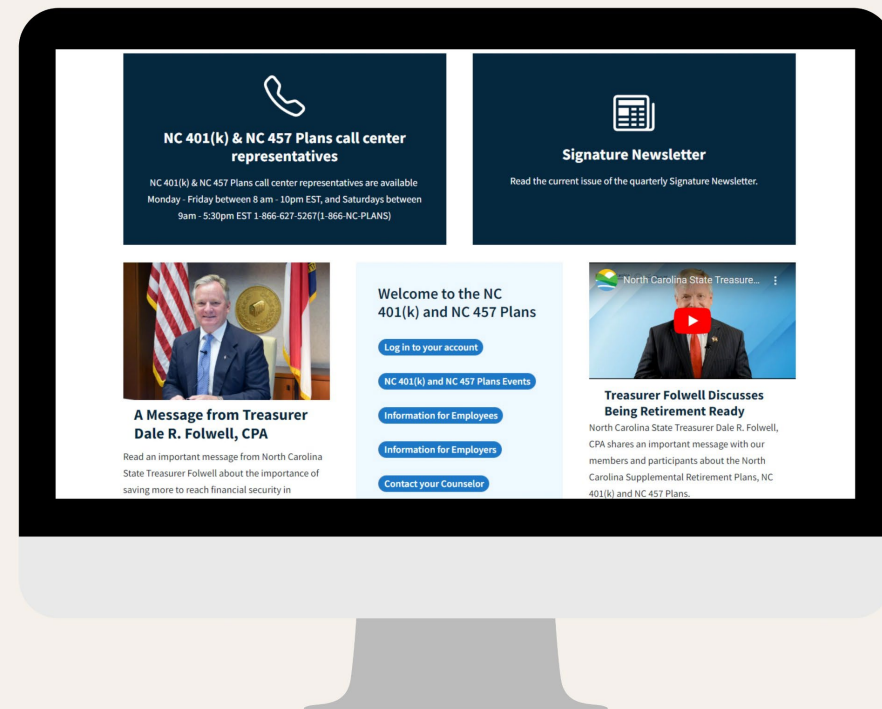 NC 401(k) & NC 457 Plans call center
representatives
NC 401(k) & NC 457 Plans call center representatives are available
Monday - Friday between 8 am - 10pm EST, and Saturdays between
9am - 5:30pm EST 1-866-627-5267(1-866-NC-PLANS)
Signature Newsletter
Read the current issue of the quarterly Signature Newsletter.
A Message from Treasurer
Dale R. Folwell, CPA
Read an important message from North Carolina
State Treasurer Folwell about the importance of
saving more to reach financial security in
Welcome to the NC
401(k) and NC 457 Plans
Log in to your account
NC 401(k) and NC 457 Plans Events
Information for Employees
Information for Employers
Contact your Counselor
North Carolina State Treasure...
Treasurer Folwell Discusses
Being Retirement Ready
North Carolina State Treasurer Dale R. Folwell,
CPA shares an important message with our
members and participants about the North
Carolina Supplemental Retirement Plans, NC
401(k) and NC 457 Plans.